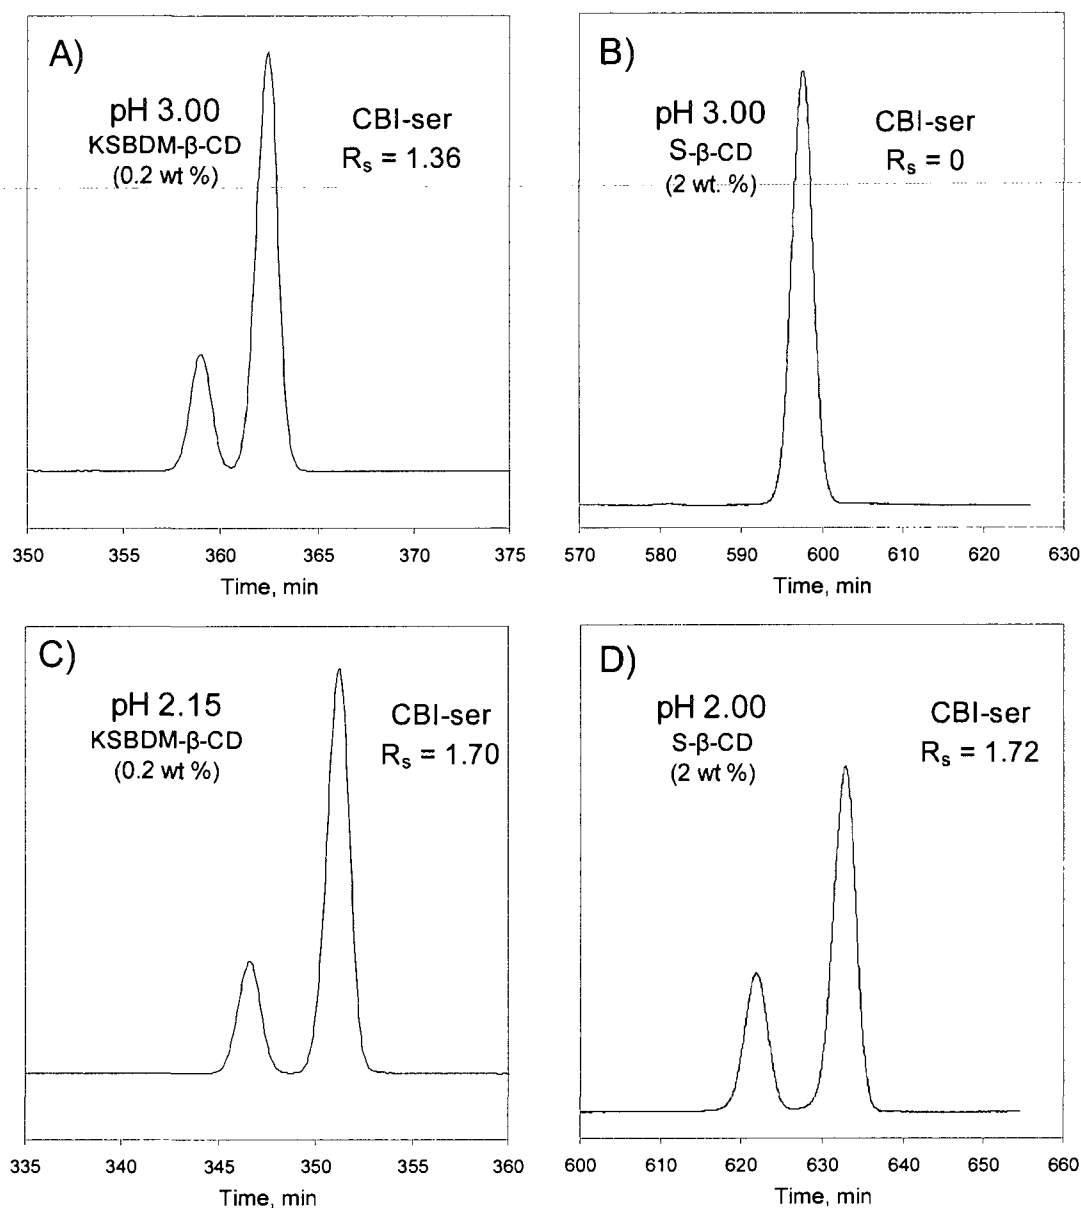 A)
pH 3.00
KSBDM-β-CD
(0.2 wt %)
CBI-ser
Rₛ = 1.36
350 355 360 365 370 375
Time, min
B)
pH 3.00
S-β-CD
(2 wt. %)
CBI-ser
Rₛ = 0
570 580 590 600 610 620 630
Time, min
C)
pH 2.15
KSBDM-β-CD
(0.2 wt %)
CBI-ser
Rₛ = 1.70
335 340 345 350 355 360
Time, min
D)
pH 2.00
S-β-CD
(2 wt %)
CBI-ser
Rₛ = 1.72
600 610 620 630 640 650 660
Time, min